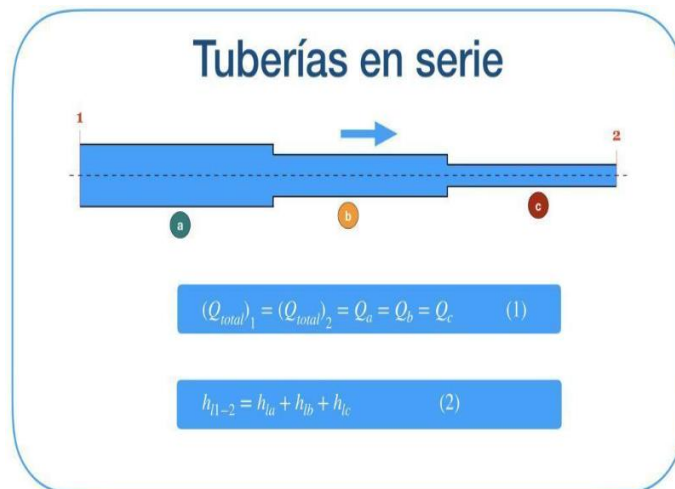 Tuberías en serie
1
2
a
b
c
(Q_total)_1 = (Q_total)_2 = Q_a = Q_b = Q_c (1)
h_l1−2 = h_la + h_lb + h_lc (2)